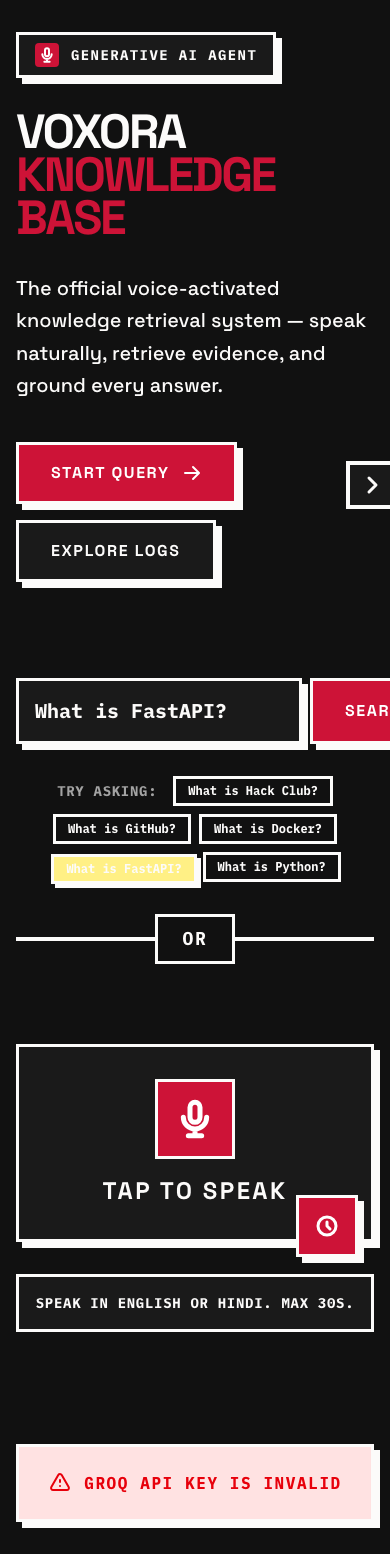 GENERATIVE AI AGENT
VOXORA
KNOWLEDGE
BASE
The official voice-activated
knowledge retrieval system — speak
naturally, retrieve evidence, and
ground every answer.
START QUERY
EXPLORE LOGS
What is FastAPI?
SEAR
TRY ASKING:
What is Hack Club?
What is GitHub?
What is Docker?
What is FastAPI?
What is Python?
OR
TAP TO SPEAK
SPEAK IN ENGLISH OR HINDI. MAX 30S.
GROQ API KEY IS INVALID